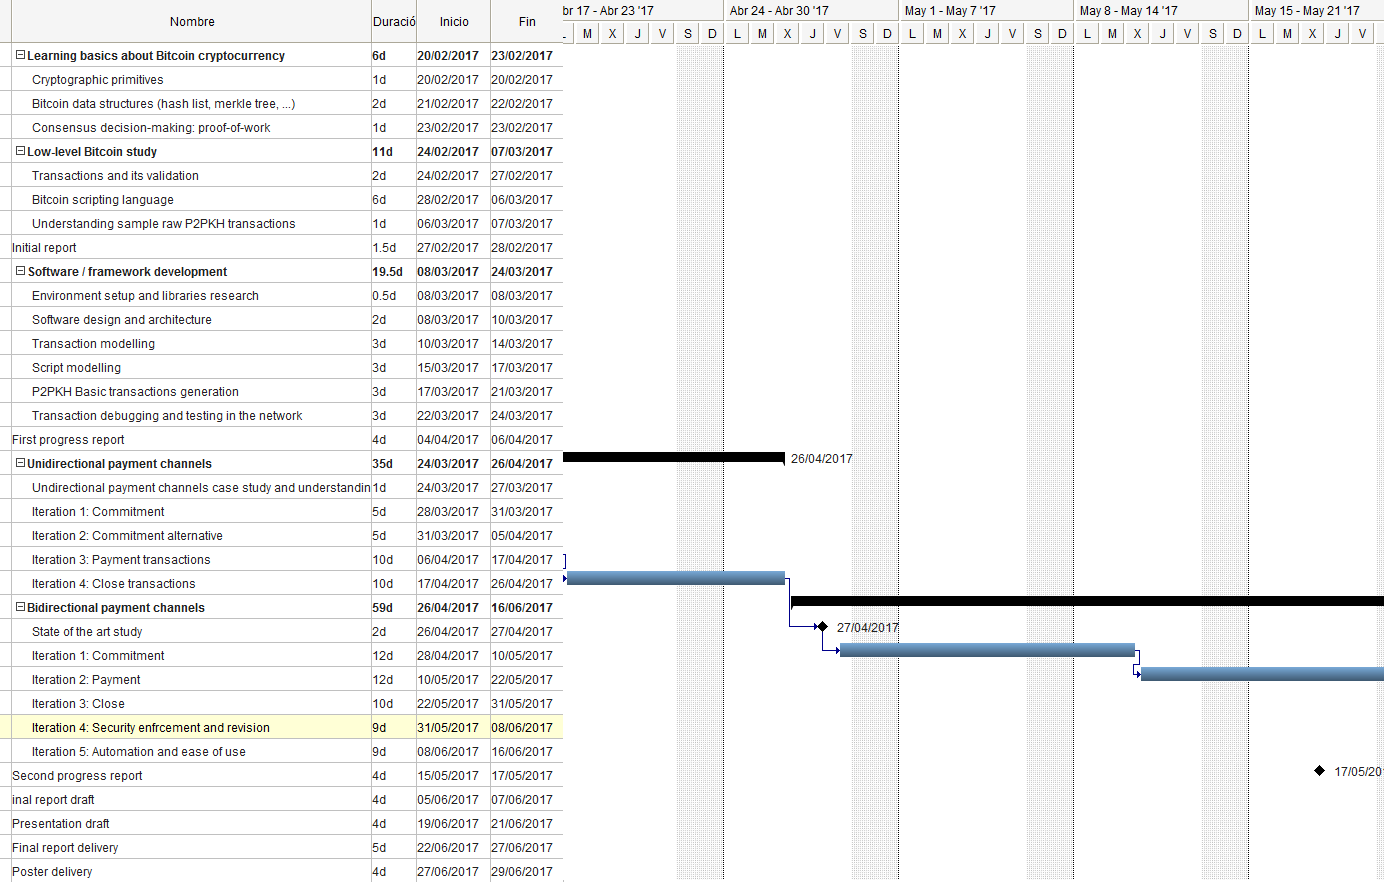 Nombre Duració Inicio Fin
br 17 - Abr 23 '17 Abr 24 - Abr 30 '17 May 1 - May 7 '17 May 8 - May 14 '17 May 15 - May 21 '17
M X J V S D L M X J V S D L M X J V S D L M X J V S D L M X J V
Learning basics about Bitcoin cryptocurrency 6d 20/02/2017 23/02/2017
Cryptographic primitives 1d 20/02/2017 20/02/2017
Bitcoin data structures (hash list, merkle tree, ...) 2d 21/02/2017 22/02/2017
Consensus decision-making: proof-of-work 1d 23/02/2017 23/02/2017
Low-level Bitcoin study 11d 24/02/2017 07/03/2017
Transactions and its validation 2d 24/02/2017 27/02/2017
Bitcoin scripting language 6d 28/02/2017 06/03/2017
Understanding sample raw P2PKH transactions 1d 06/03/2017 07/03/2017
Initial report 1.5d 27/02/2017 28/02/2017
Software / framework development 19.5d 08/03/2017 24/03/2017
Environment setup and libraries research 0.5d 08/03/2017 08/03/2017
Software design and architecture 2d 08/03/2017 10/03/2017
Transaction modelling 3d 10/03/2017 14/03/2017
Script modelling 3d 15/03/2017 17/03/2017
P2PKH Basic transactions generation 3d 17/03/2017 21/03/2017
Transaction debugging and testing in the network 3d 22/03/2017 24/03/2017
First progress report 4d 04/04/2017 06/04/2017
Unidirectional payment channels 35d 24/03/2017 26/04/2017 26/04/2017
Undirectional payment channels case study and understandin 1d 24/03/2017 27/03/2017
Iteration 1: Commitment 5d 28/03/2017 31/03/2017
Iteration 2: Commitment alternative 5d 31/03/2017 05/04/2017
Iteration 3: Payment transactions 10d 06/04/2017 17/04/2017
Iteration 4: Close transactions 10d 17/04/2017 26/04/2017
Bidirectional payment channels 59d 26/04/2017 16/06/2017
State of the art study 2d 26/04/2017 27/04/2017 27/04/2017
Iteration 1: Commitment 12d 28/04/2017 10/05/2017
Iteration 2: Payment 12d 10/05/2017 22/05/2017
Iteration 3: Close 10d 22/05/2017 31/05/2017
Iteration 4: Security enfrcement and revision 9d 31/05/2017 08/06/2017
Iteration 5: Automation and ease of use 9d 08/06/2017 16/06/2017
Second progress report 4d 15/05/2017 17/05/2017 17/05/201
inal report draft 4d 05/06/2017 07/06/2017
Presentation draft 4d 19/06/2017 21/06/2017
Final report delivery 5d 22/06/2017 27/06/2017
Poster delivery 4d 27/06/2017 29/06/2017